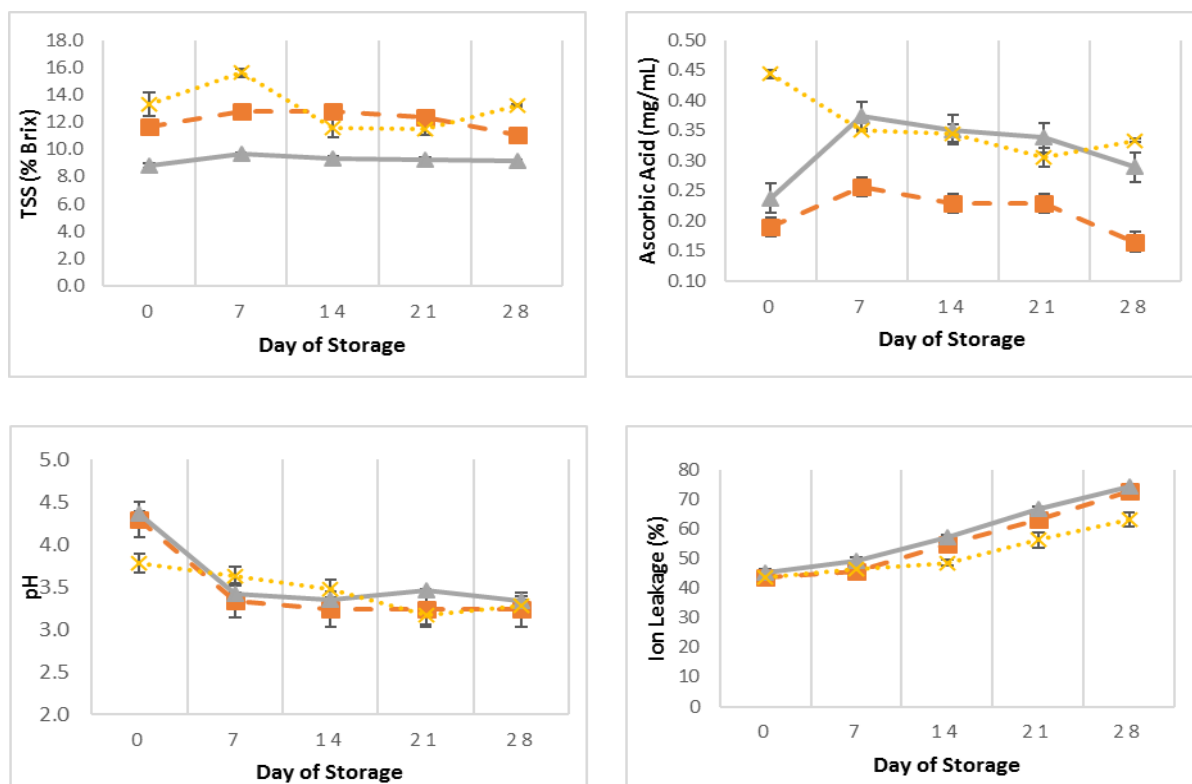 18.0
16.0
14.0
12.0
10.0
8.0
6.0
4.0
2.0
0.0
TSS (% Brix)
0 7 14 21 28
Day of Storage
0.50
0.45
0.40
0.35
0.30
0.25
0.20
0.15
0.10
Ascorbic Acid (mg/mL)
0 7 14 21 28
Day of Storage
5.0
4.5
4.0
3.5
3.0
2.5
2.0
pH
0 7 14 21 28
Day of Storage
80
70
60
50
40
30
20
10
0
Ion Leakage (%)
0 7 14 21 28
Day of Storage